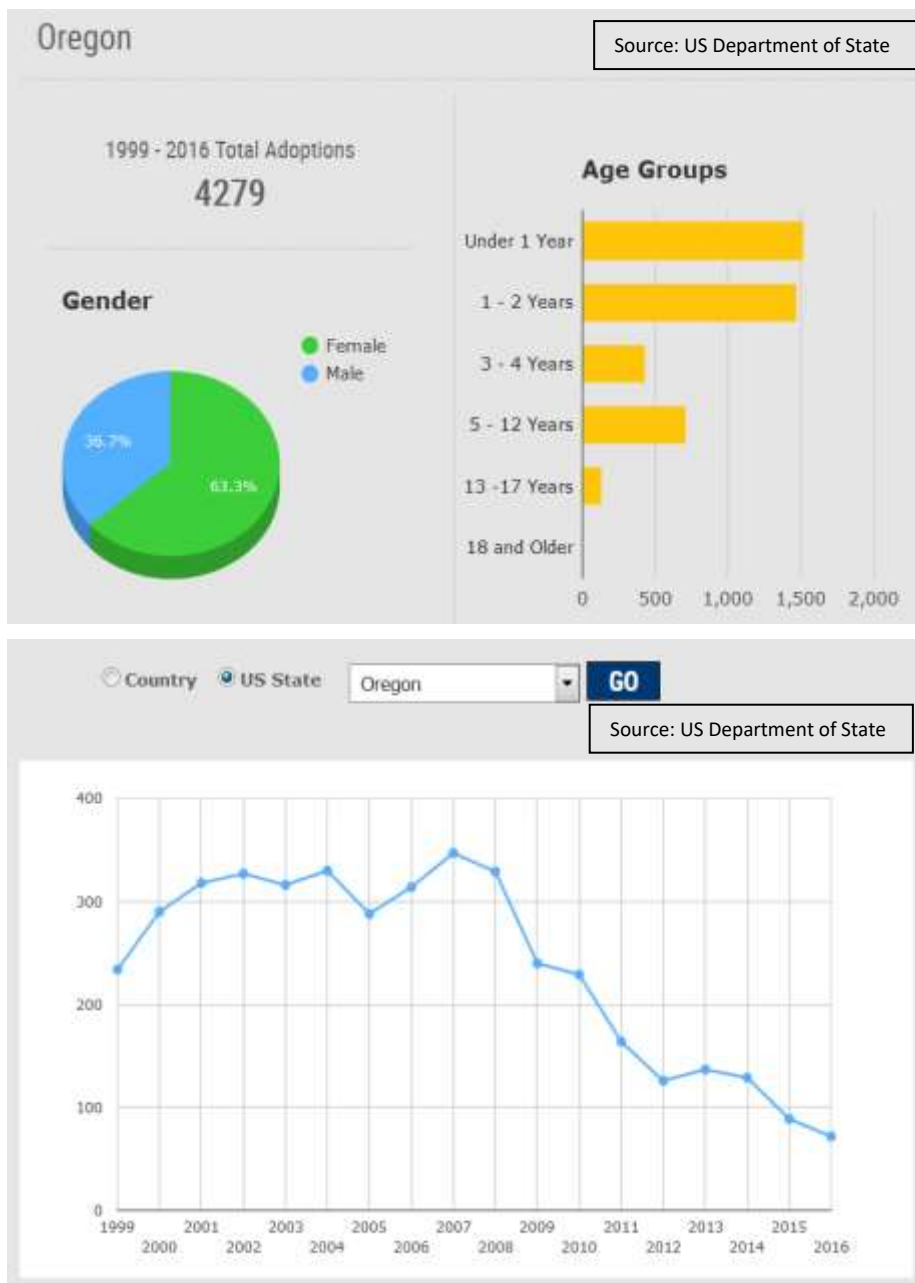 Oregon
Source: US Department of State
1999 - 2016 Total Adoptions
4279
Gender
Female
Male
36.7%
63.3%
Age Groups
Under 1 Year
1 - 2 Years
3 - 4 Years
5 - 12 Years
13 -17 Years
18 and Older
0 500 1,000 1,500 2,000
Country US State Oregon GO
Source: US Department of State
400
300
200
100
0
1999 2001 2003 2005 2007 2009 2011 2013 2015
2000 2002 2004 2006 2008 2010 2012 2014 2016